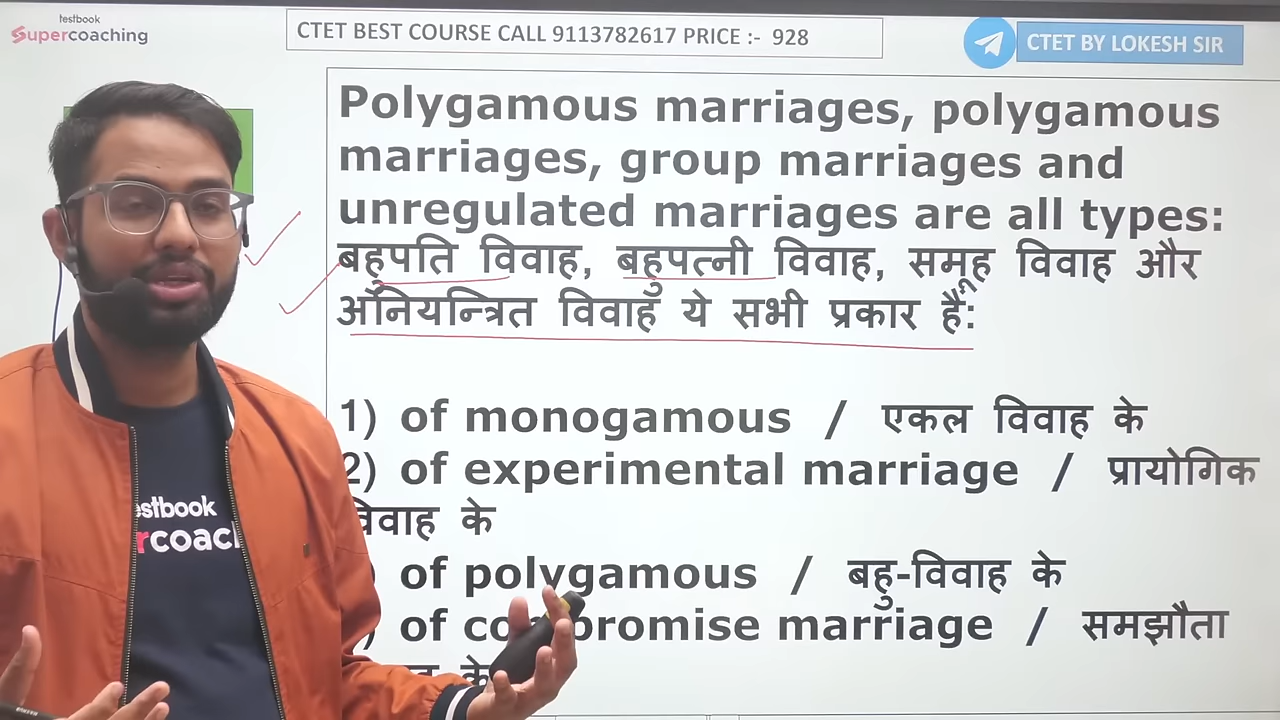 testbook
Supercoaching
CTET BEST COURSE CALL 9113782617 PRICE :- 928
CTET BY LOKESH SIR
Polygamous marriages, polygamous
marriages, group marriages and
unregulated marriages are all types:
बहुपति विवाह, बहुपत्नी विवाह, समूह विवाह और
अनियन्त्रित विवाह ये सभी प्रकार हैं:
1) of monogamous / एकल विवाह के
2) of experimental marriage / प्रायोगिक
विवाह के
of polygamous / बहु-विवाह के
of compromise marriage / समझौता
के
testbook